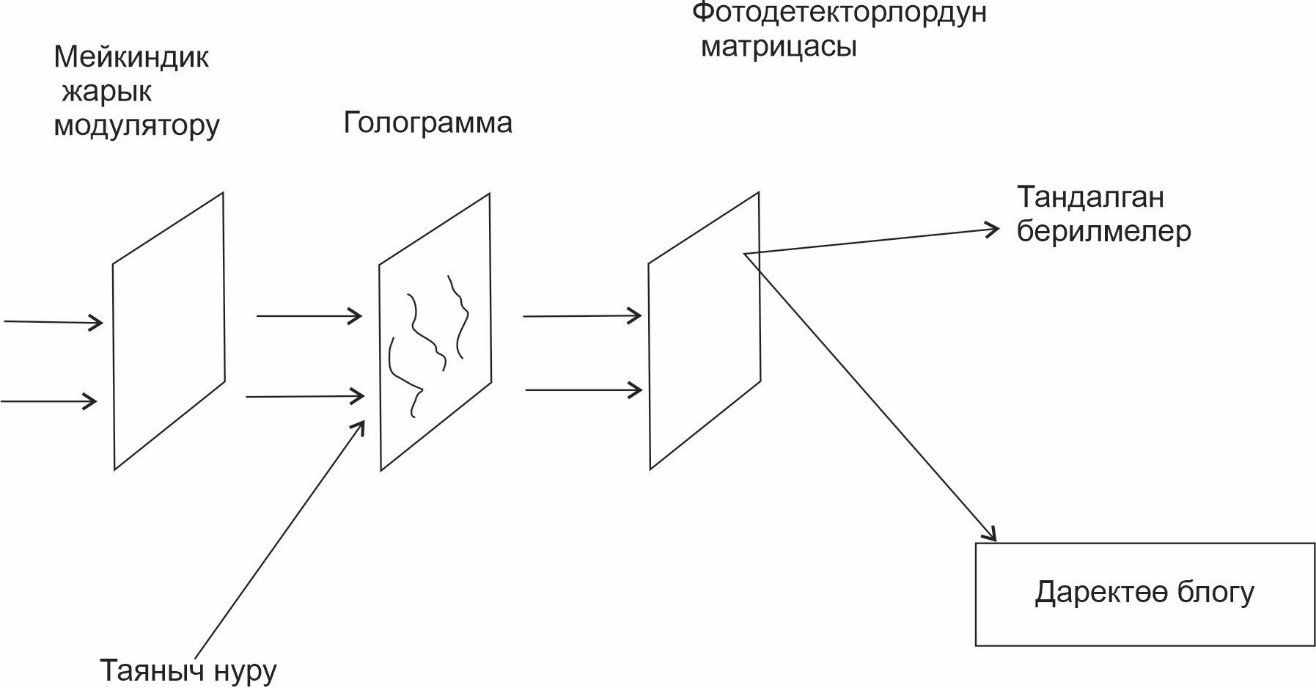 Мейкиндик
жарык
модулятору
Голограмма
Фотодетекторлордун
матрицасы
Тандалган
берилмелер
Даректөө блогу
Таяныч нуру